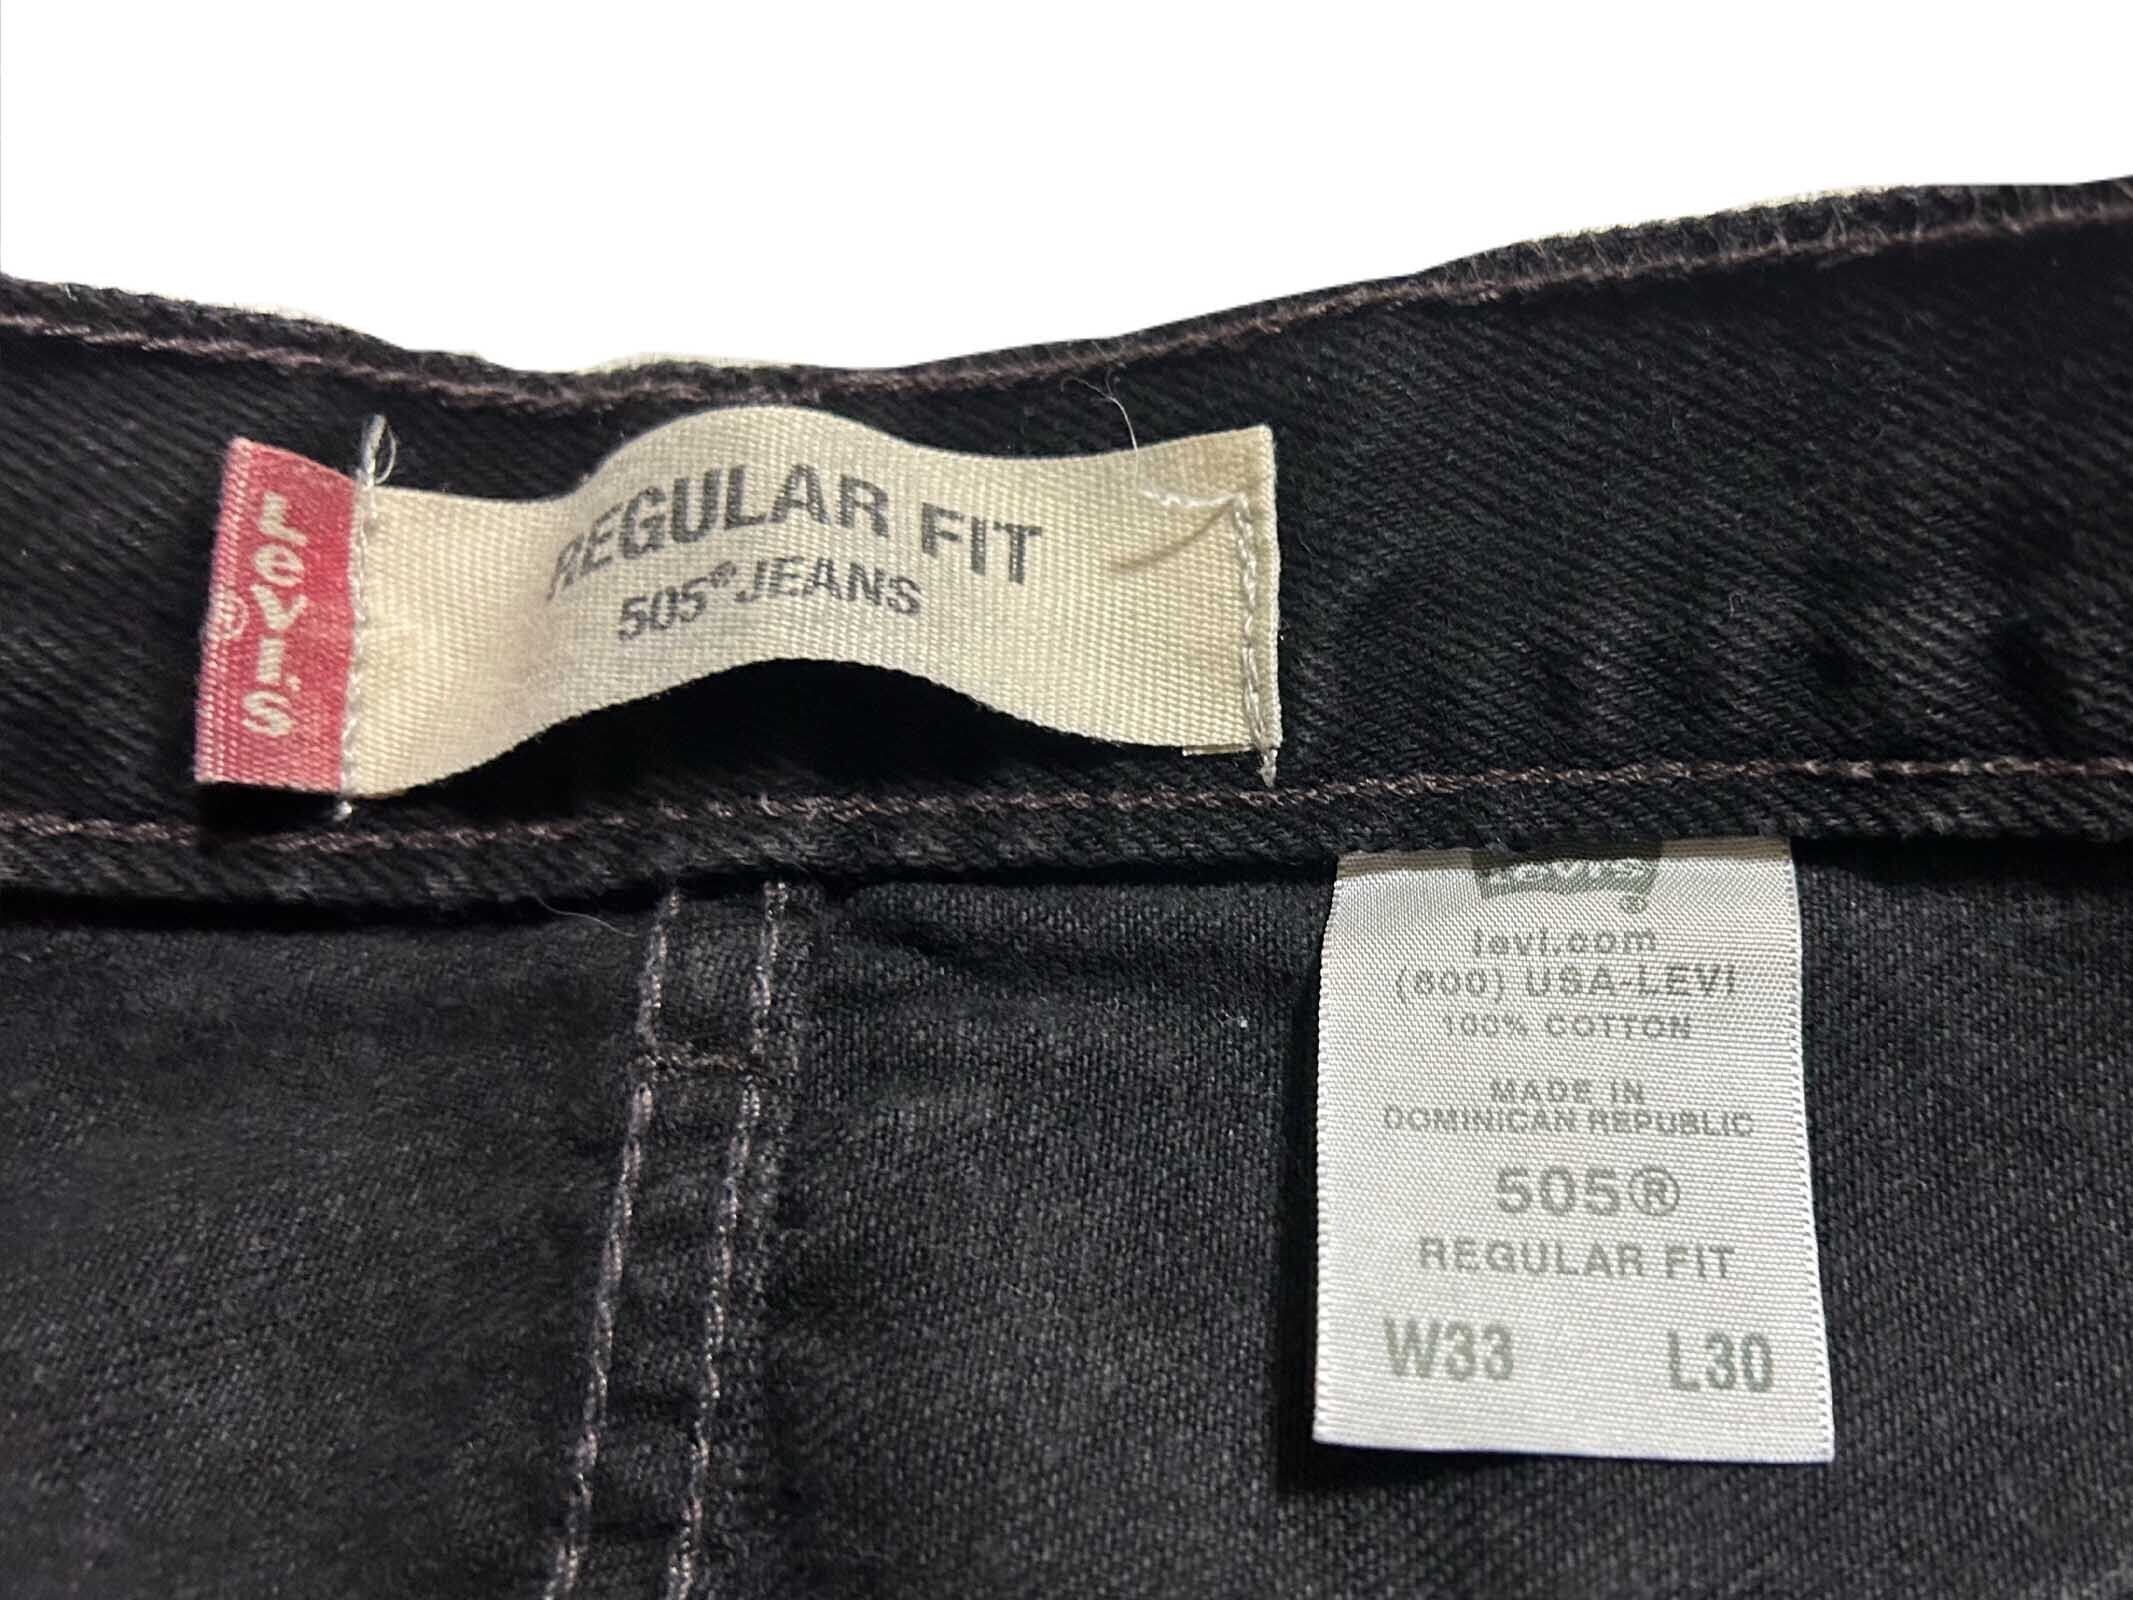 Levi's
®
REGULAR FIT
505® JEANS
levi.com
(800) USA-LEVI
100% COTTON
MADE IN
DOMINICAN REPUBLIC
505®
REGULAR FIT
W33 L30